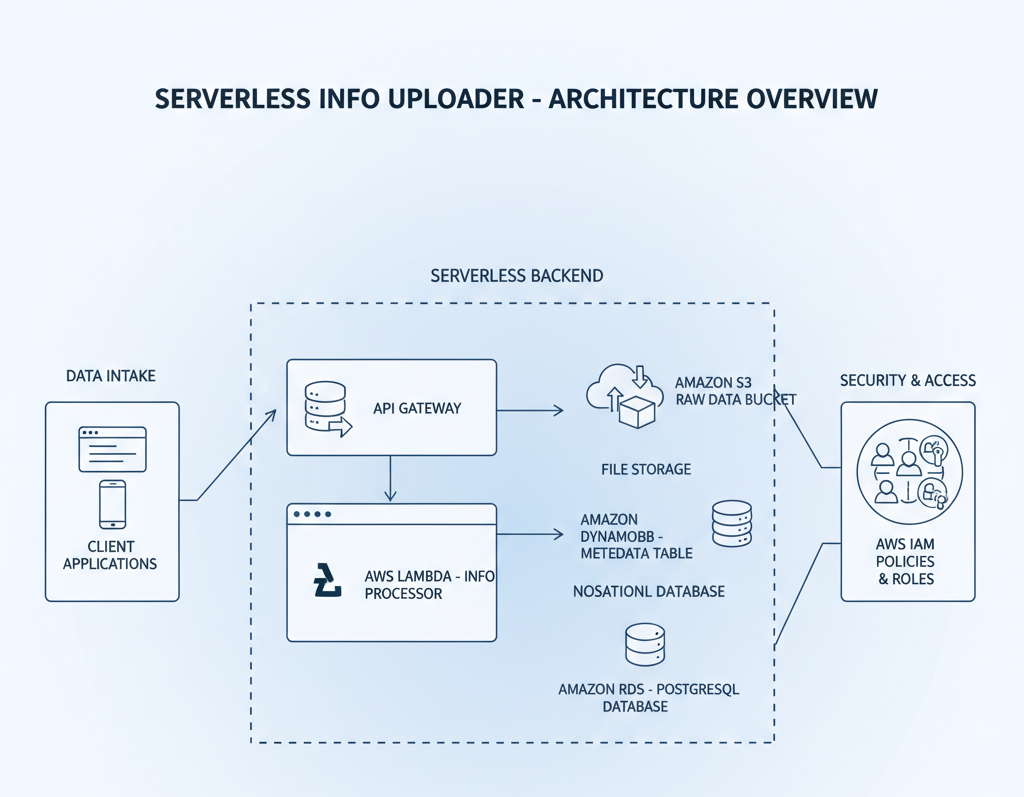 SERVERLESS INFO UPLOADER - ARCHITECTURE OVERVIEW
SERVERLESS BACKEND
DATA INTAKE
CLIENT
APPLICATIONS
API GATEWAY
AWS LAMBDA - INFO
PROCESSOR
AMAZON S3
RAW DATA BUCKET
FILE STORAGE
AMAZON
DYNAMOBB -
METEDATA TABLE
NOSATIONL DATABASE
AMAZON RDS - POSTGRESQL
DATABASE
SECURITY & ACCESS
AWS IAM
POLICIES
& ROLES